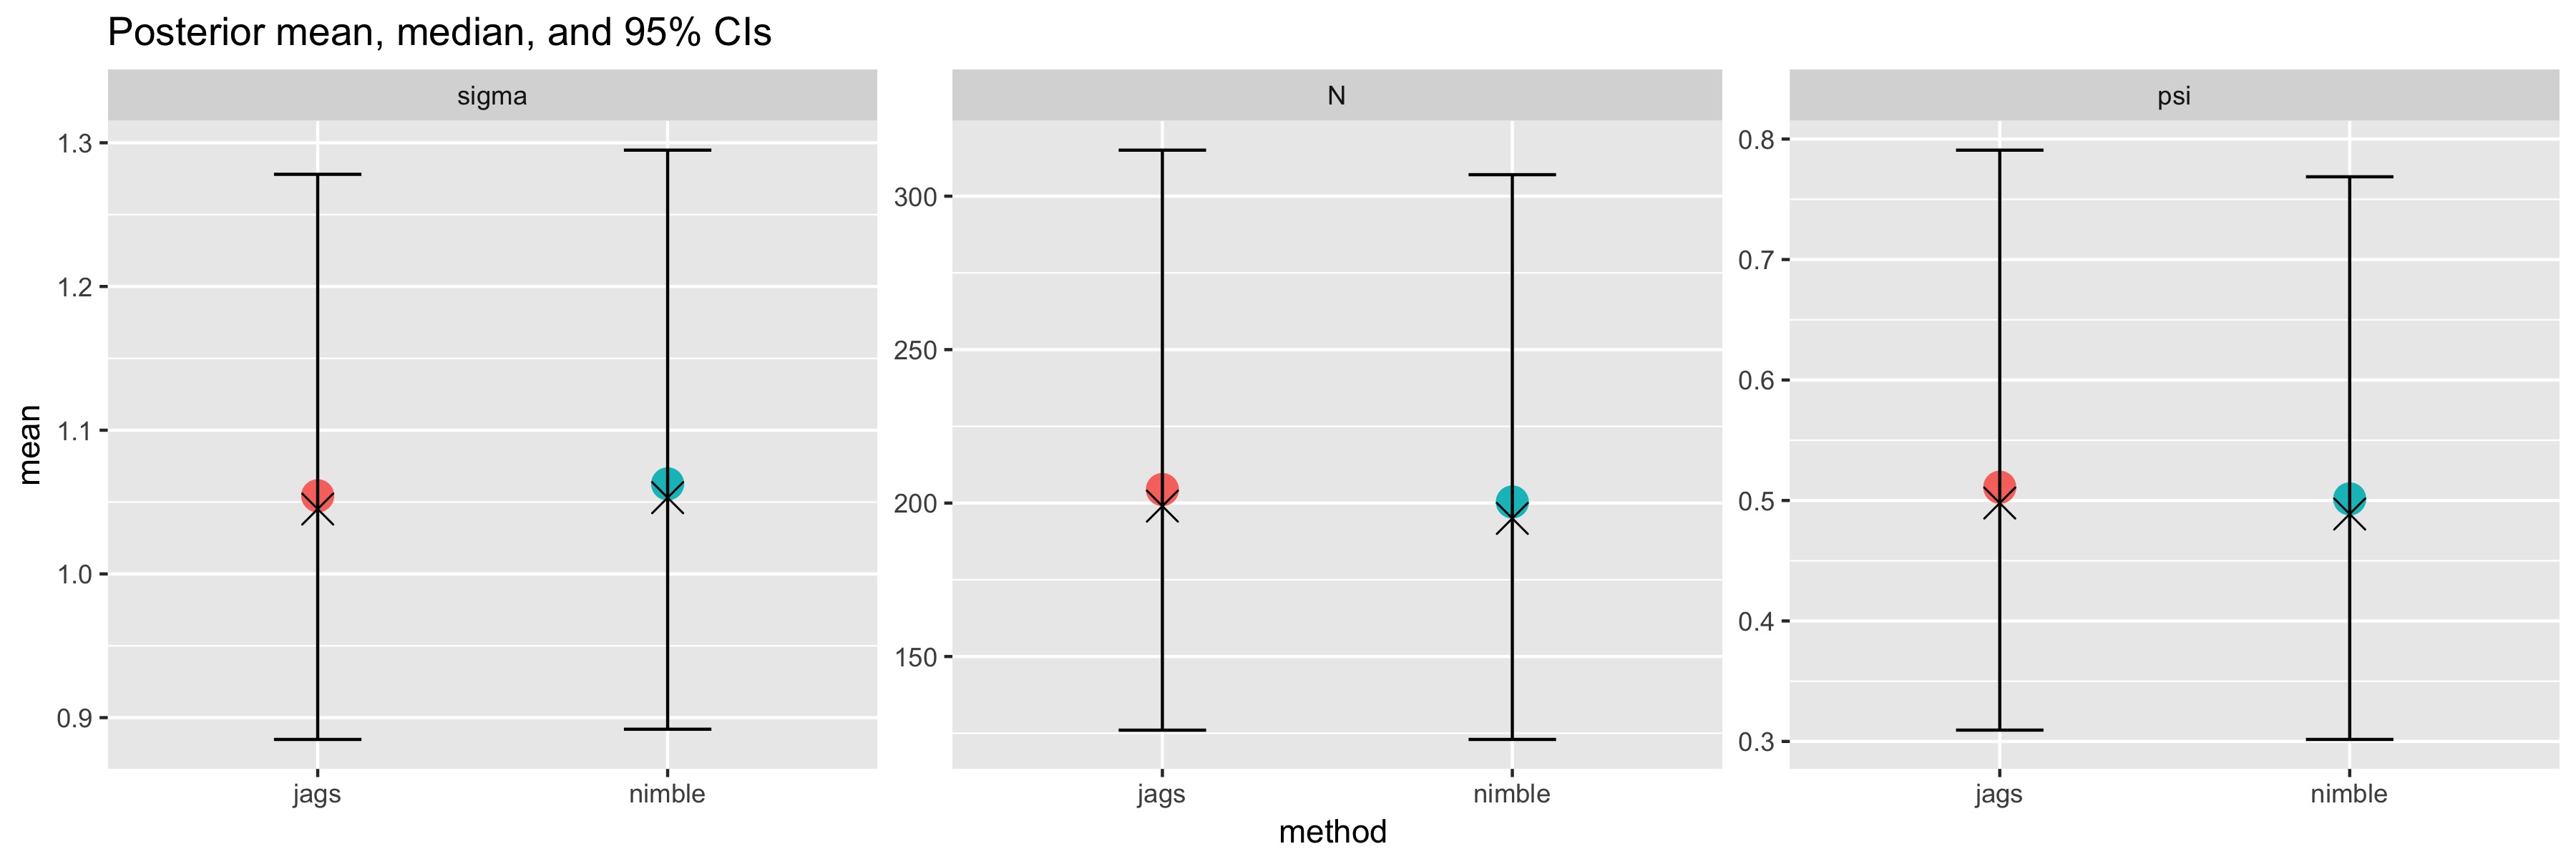 Posterior mean, median, and 95% CIs
sigma
N
psi
mean
1.3
1.2
1.1
1.0
0.9
300
250
200
150
0.8
0.7
0.6
0.5
0.4
0.3
jags
nimble
jags
nimble
jags
nimble
method